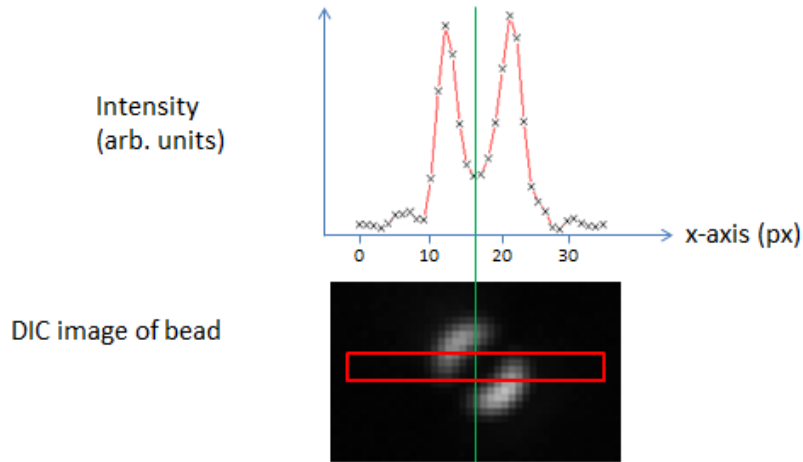 Intensity
(arb. units)
x-axis (px)
0 10 20 30
DIC image of bead